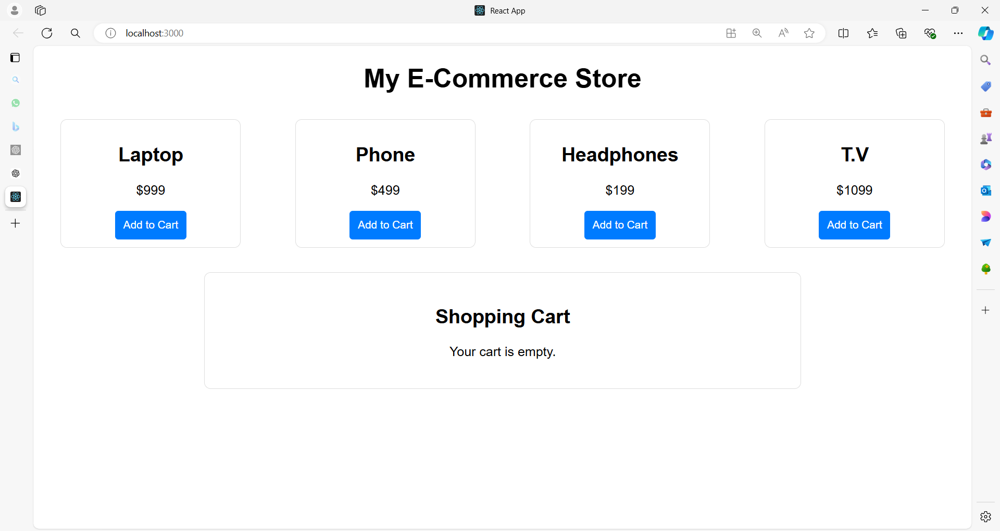 React App
localhost:3000
My E-Commerce Store
Laptop
$999
Add to Cart
Phone
$499
Add to Cart
Headphones
$199
Add to Cart
T.V
$1099
Add to Cart
Shopping Cart
Your cart is empty.